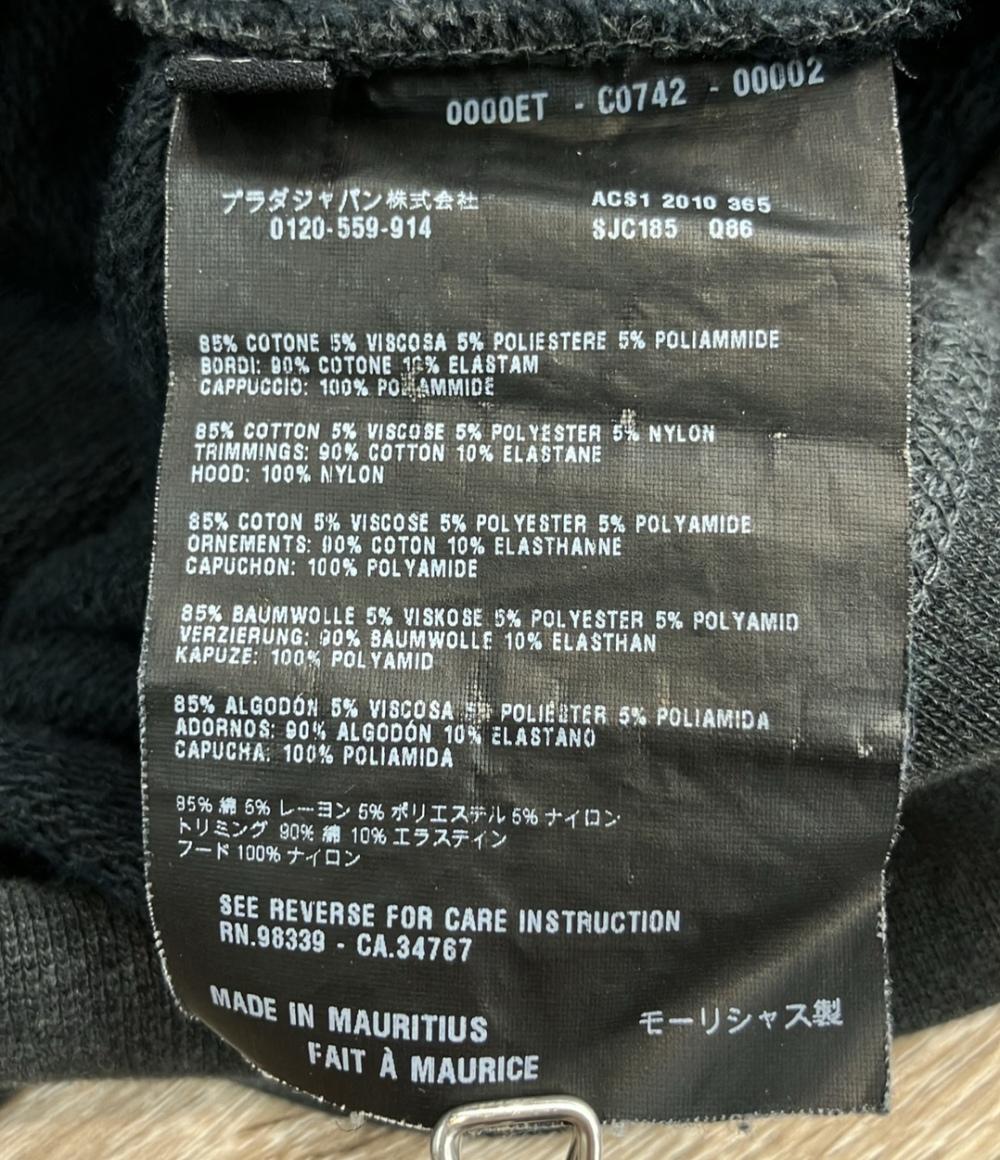 0000ET - C0742 - 00002
プラダジャパン株式会社
0120-559-914
ACS1 2010 365
SJC185 Q86
85% COTONE 5% VISCOSA 5% POLIESTERE 5% POLIAMMIDE
BORDI: 90% COTONE 10% ELASTAM
CAPPUCCIO: 100% POLIAMMIDE
85% COTTON 5% VISCOSE 5% POLYESTER 5% NYLON
TRIMMINGS: 90% COTTON 10% ELASTANE
HOOD: 100% NYLON
85% COTON 5% VISCOSE 5% POLYESTER 5% POLYAMIDE
ORNEMENTS: 90% COTON 10% ELASTHANNE
CAPUCHON: 100% POLYAMIDE
85% BAUMWOLLE 5% VISKOSE 5% POLYESTER 5% POLYAMID
VERZIERUNG: 90% BAUMWOLLE 10% ELASTHAN
KAPUZE: 100% POLYAMID
85% ALGODÓN 5% VISCOSA 5% POLIESTER 5% POLIAMIDA
ADORNOS: 90% ALGODÓN 10% ELASTANO
CAPUCHA: 100% POLIAMIDA
85% 綿 5% レーヨン 5% ポリエステル 5% ナイロン
トリミング 90% 綿 10% エラスティン
フード 100% ナイロン
SEE REVERSE FOR CARE INSTRUCTION
RN.98339 - CA.34767
MADE IN MAURITIUS
FAIT À MAURICE
モーリシャス製